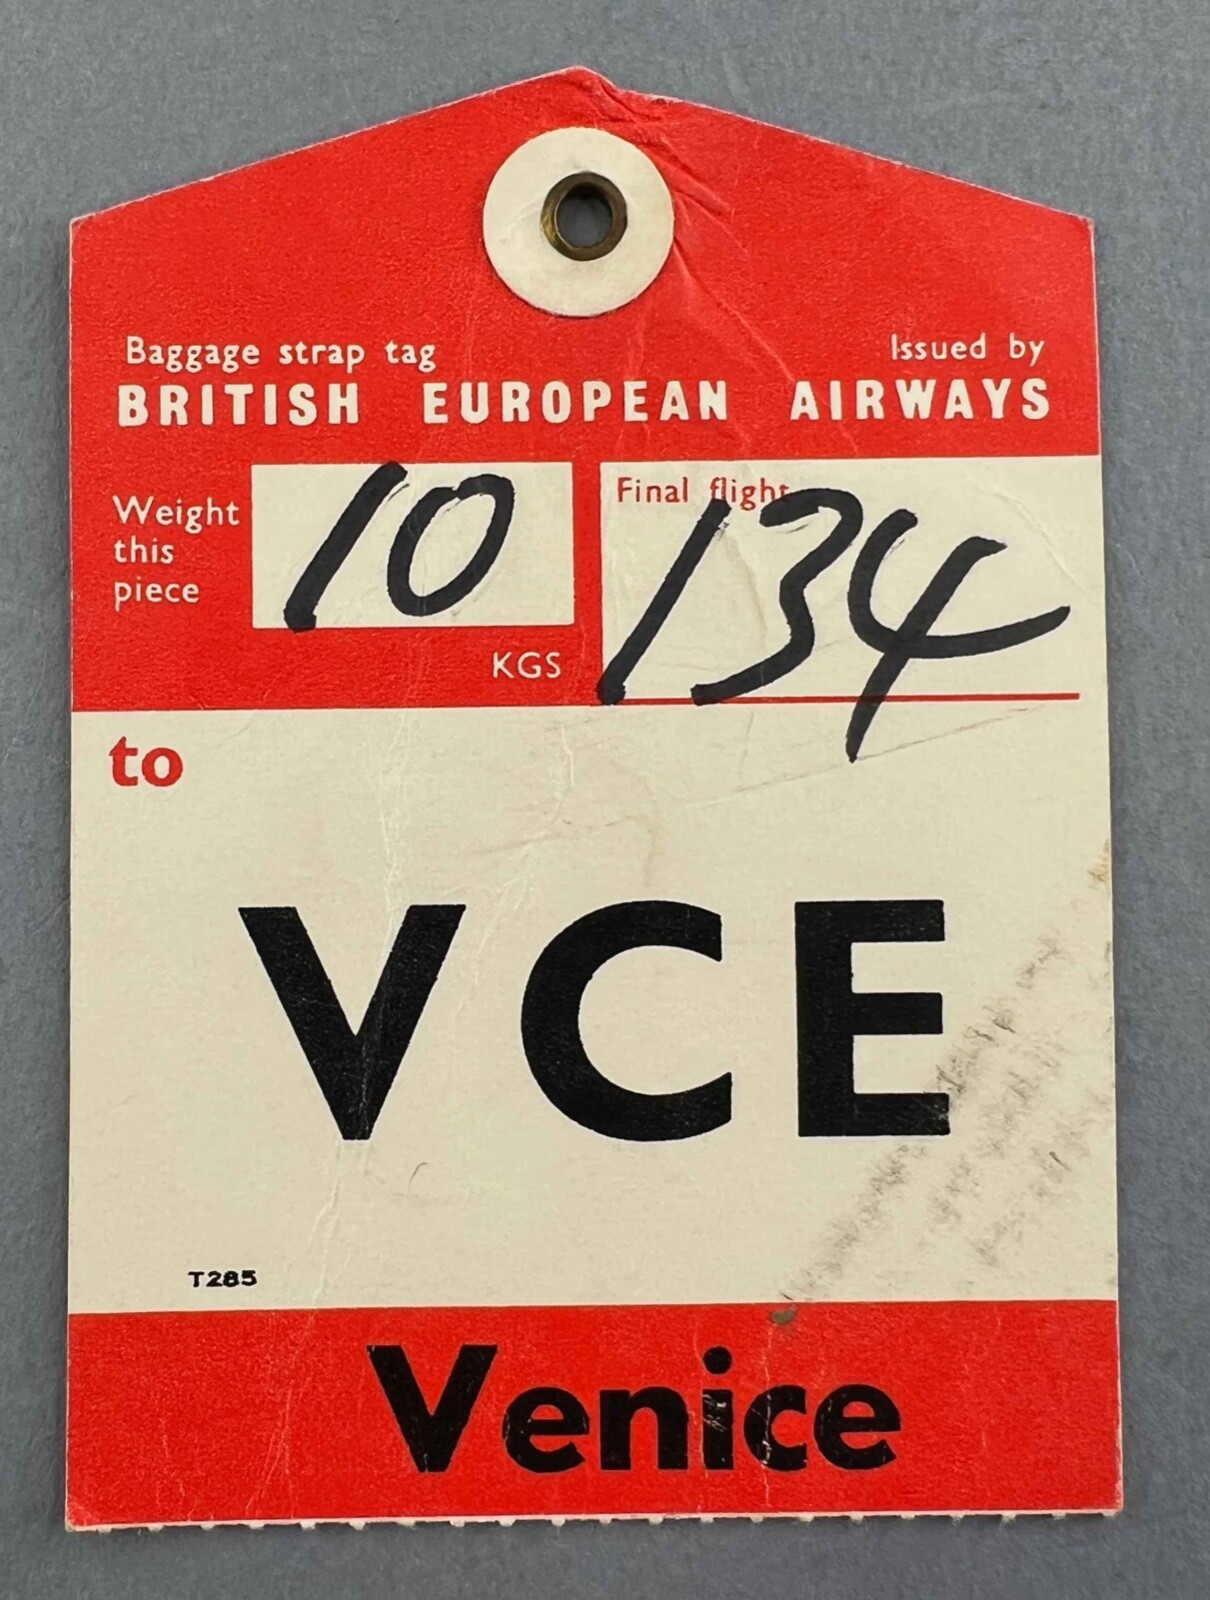 Baggage strap tag Issued by
BRITISH EUROPEAN AIRWAYS
Weight
this
piece
10
KGS
Final flight
134
to
VCE
T285
Venice